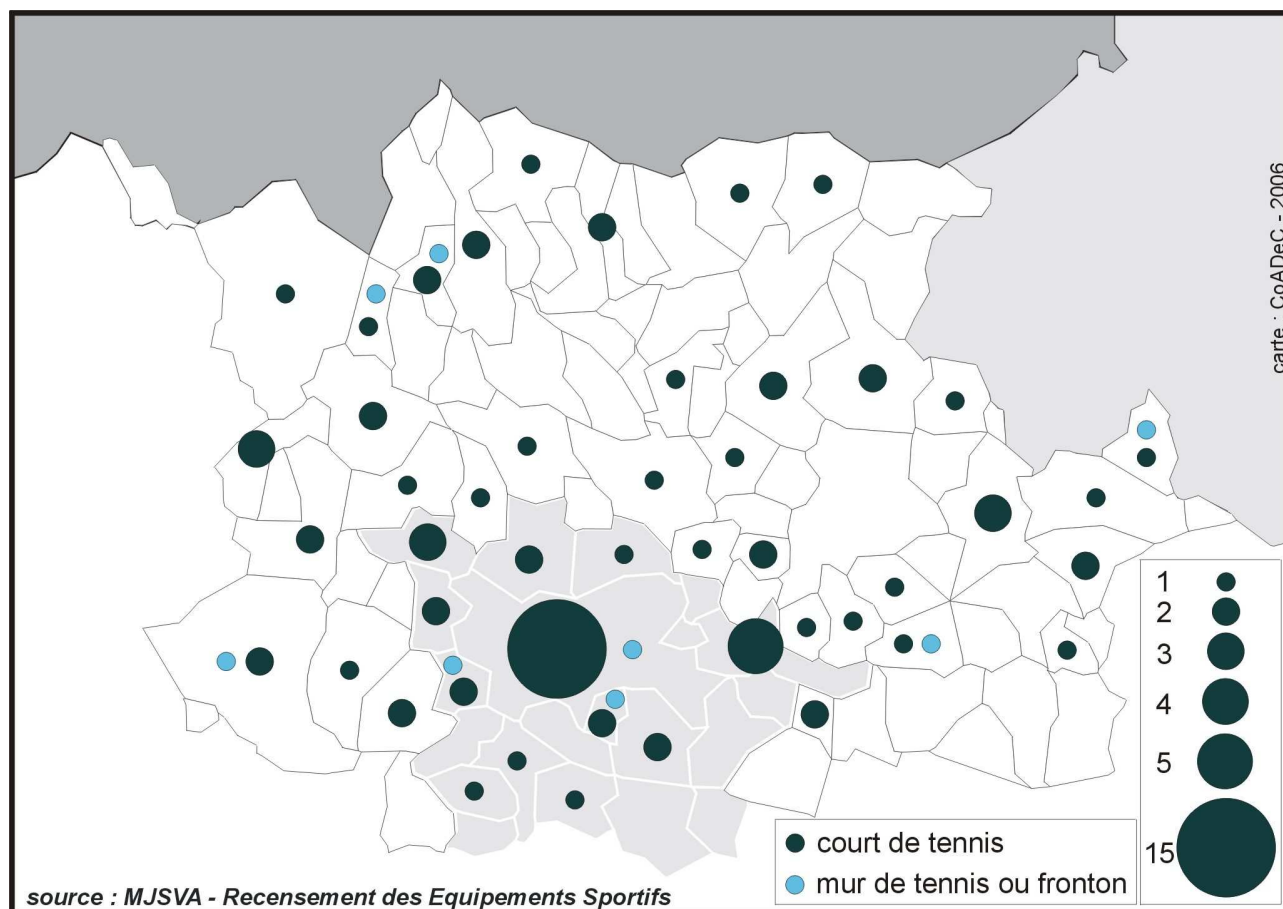 carte : CoADeC - 2006
1
2
3
4
5
15
court de tennis
mur de tennis ou fronton
source : MJSVA - Recensement des Equipements Sportifs